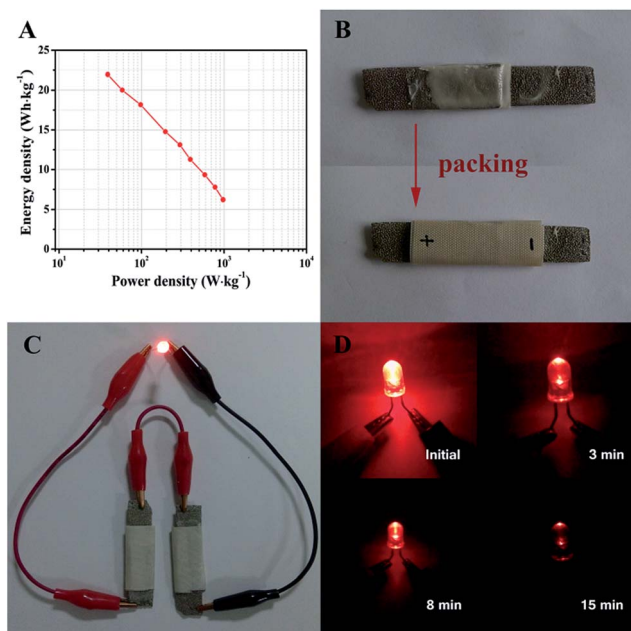 A
Energy density (Wh·kg⁻¹)
25
20
15
10
5
0
10¹
10²
10³
10⁴
Power density (W·kg⁻¹)
B
packing
+
-
C
D
Initial
3 min
8 min
15 min